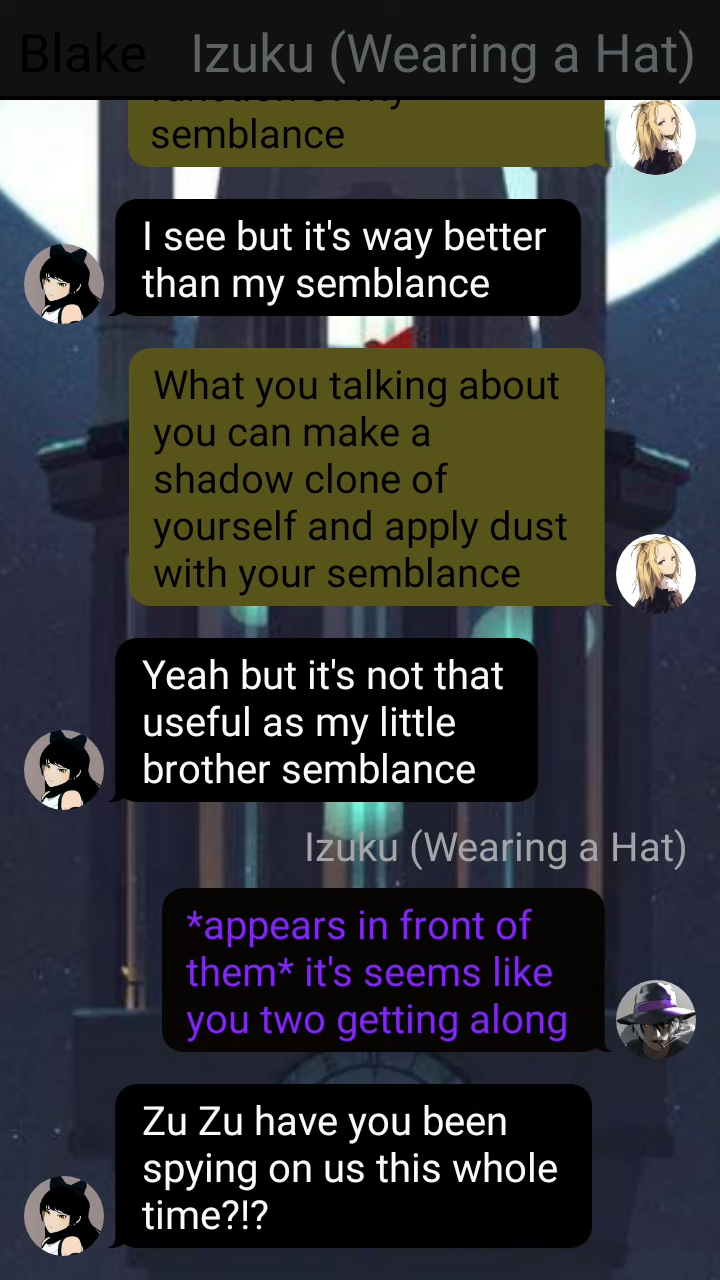 Blake Izuku (Wearing a Hat)
semblance
I see but it's way better
than my semblance
What you talking about
you can make a
shadow clone of
yourself and apply dust
with your semblance
Yeah but it's not that
useful as my little
brother semblance
Izuku (Wearing a Hat)
*appears in front of
them* it's seems like
you two getting along
Zu Zu have you been
spying on us this whole
time?!?